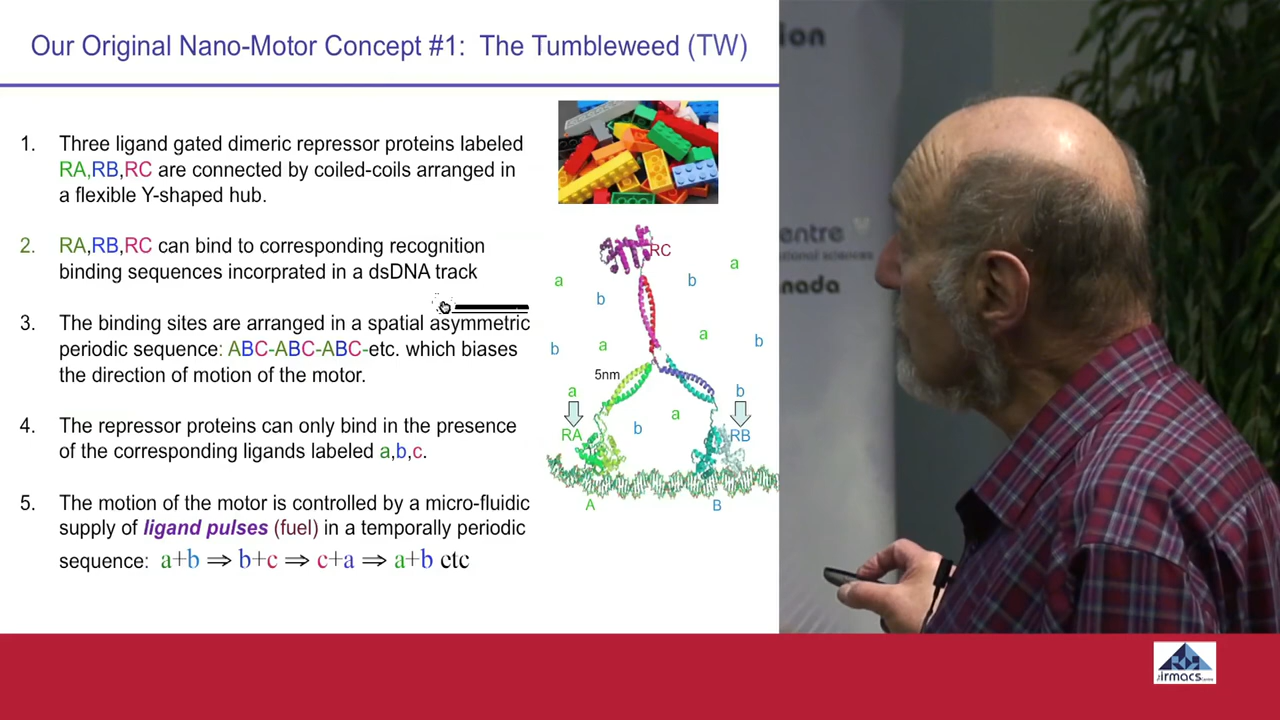 Our Original Nano-Motor Concept #1: The Tumbleweed (TW)
1. Three ligand gated dimeric repressor proteins labeled
RA,RB,RC are connected by coiled-coils arranged in
a flexible Y-shaped hub.
2. RA,RB,RC can bind to corresponding recognition
binding sequences incorprated in a dsDNA track
3. The binding sites are arranged in a spatial asymmetric
periodic sequence: ABC-ABC-ABC-etc. which biases
the direction of motion of the motor.
4. The repressor proteins can only bind in the presence
of the corresponding ligands labeled a,b,c.
5. The motion of the motor is controlled by a micro-fluidic
supply of ligand pulses (fuel) in a temporally periodic
sequence: a+b ⇒ b+c ⇒ c+a ⇒ a+b etc
RC
a
a
b
b
a
b
a
b
5nm
a
b
a
b
RA
RB
A
B
ion
entre
nada
irmacs